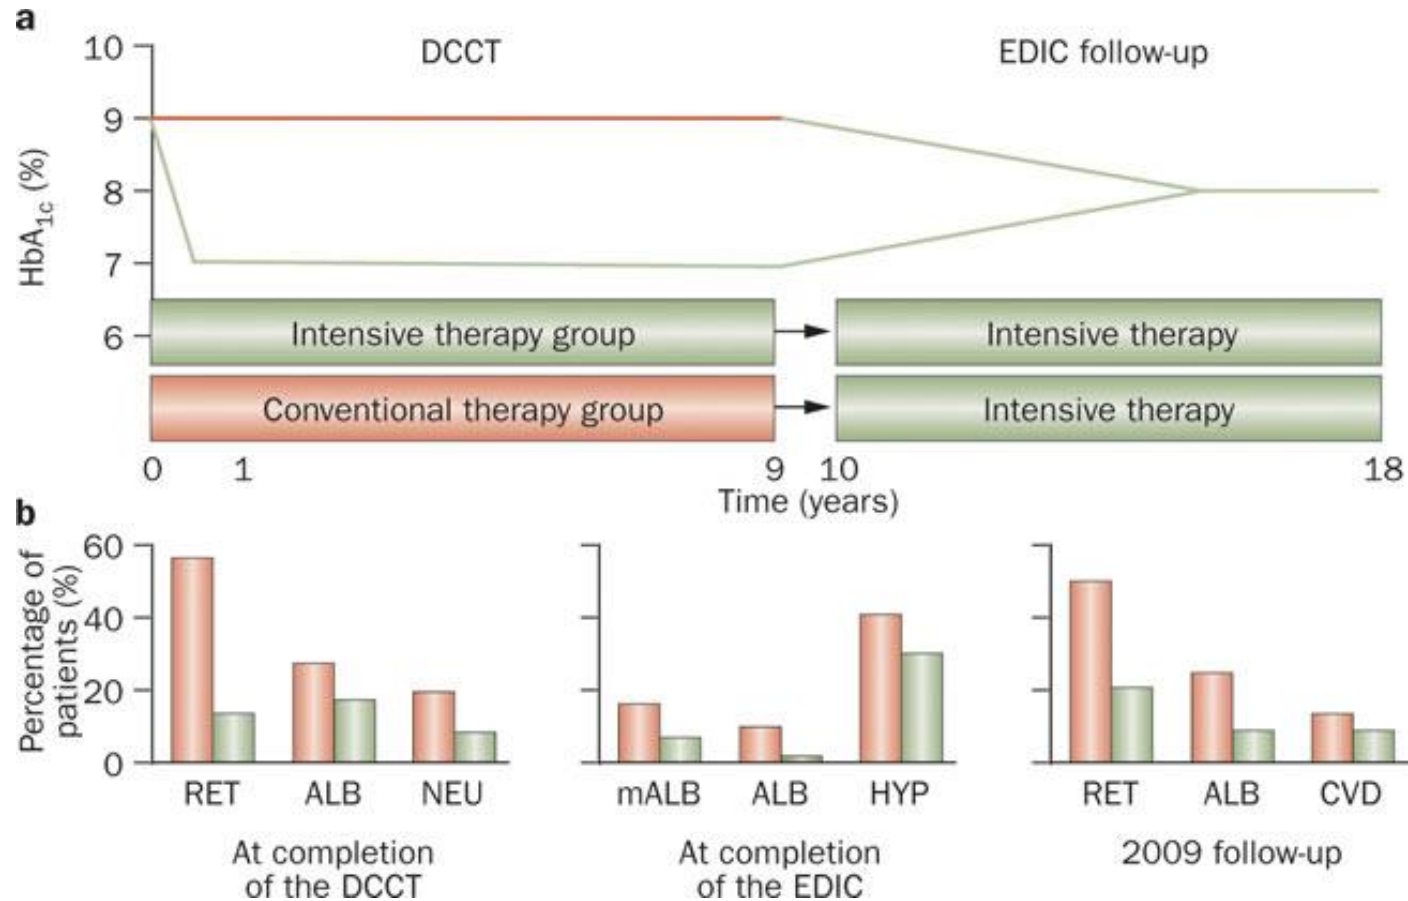 a
DCCT
EDIC follow-up
HbA1c (%)
10
9
8
7
6
Intensive therapy group
Intensive therapy
Conventional therapy group
Intensive therapy
0 1 9 10 18
Time (years)
b
Percentage of
patients (%)
60
40
20
0
RET ALB NEU
At completion
of the DCCT
mALB ALB HYP
At completion
of the EDIC
RET ALB CVD
2009 follow-up